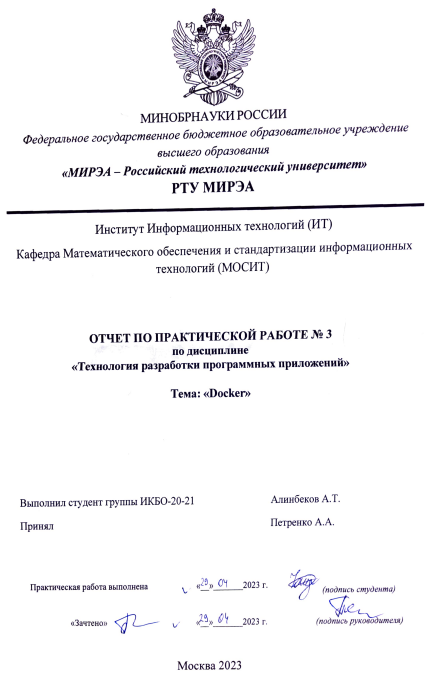 МИНОБРНАУКИ РОССИИ
Федеральное государственное бюджетное образовательное учреждение
высшего образования
«МИРЭА – Российский технологический университет»
РТУ МИРЭА
Институт Информационных технологий (ИТ)
Кафедра Математического обеспечения и стандартизации информационных
технологий (МОСИТ)
ОТЧЕТ ПО ПРАКТИЧЕСКОЙ РАБОТЕ № 3
по дисциплине
«Технология разработки программных приложений»
Тема: «Docker»
Выполнил студент группы ИКБО-20-21 Алинбеков А.Т.
Принял Петренко А.А.
Практическая работа выполнена «29» 04 2023 г.
(подпись студента)
«Зачтено» «29» 04 2023 г.
(подпись руководителя)
Москва 2023